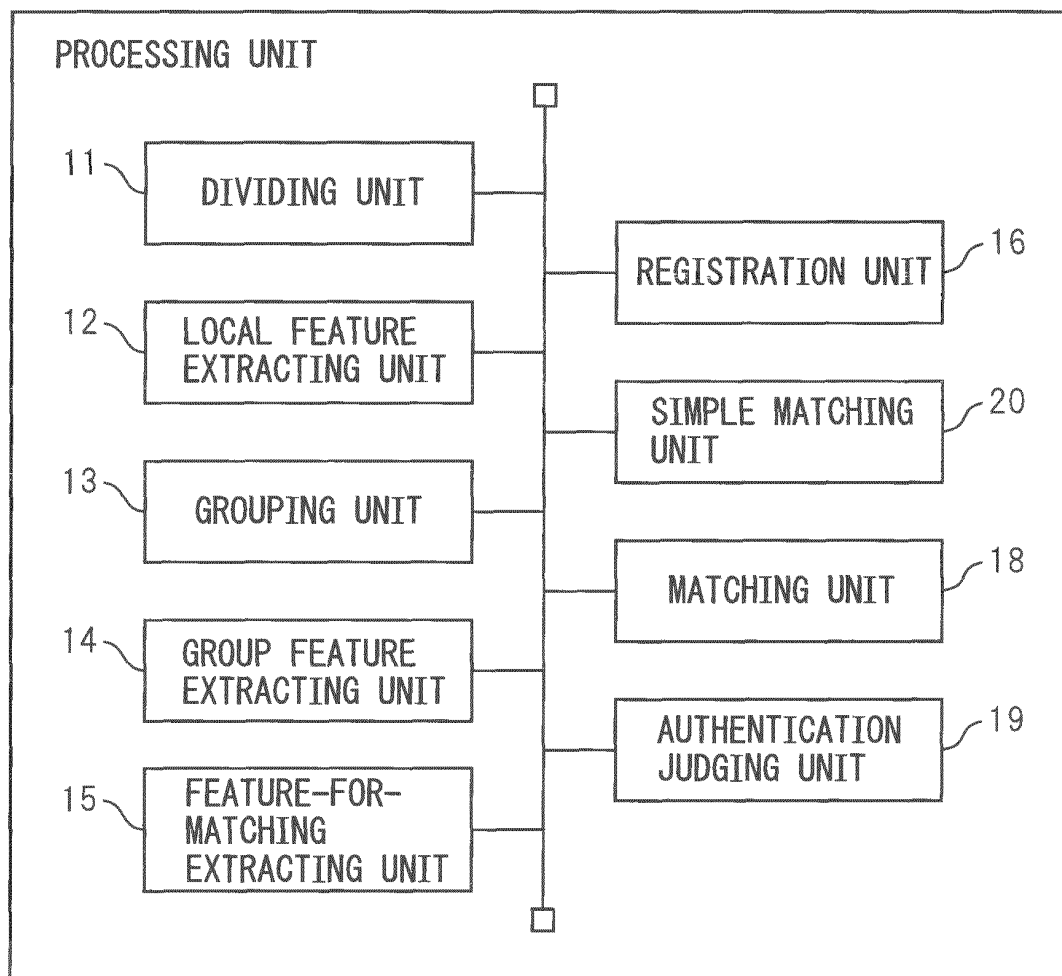 PROCESSING UNIT
11
DIVIDING UNIT
12
LOCAL FEATURE
EXTRACTING UNIT
13
GROUPING UNIT
14
GROUP FEATURE
EXTRACTING UNIT
15
FEATURE-FOR-
MATCHING
EXTRACTING UNIT
REGISTRATION UNIT
16
SIMPLE MATCHING
UNIT
20
MATCHING UNIT
18
AUTHENTICATION
JUDGING UNIT
19